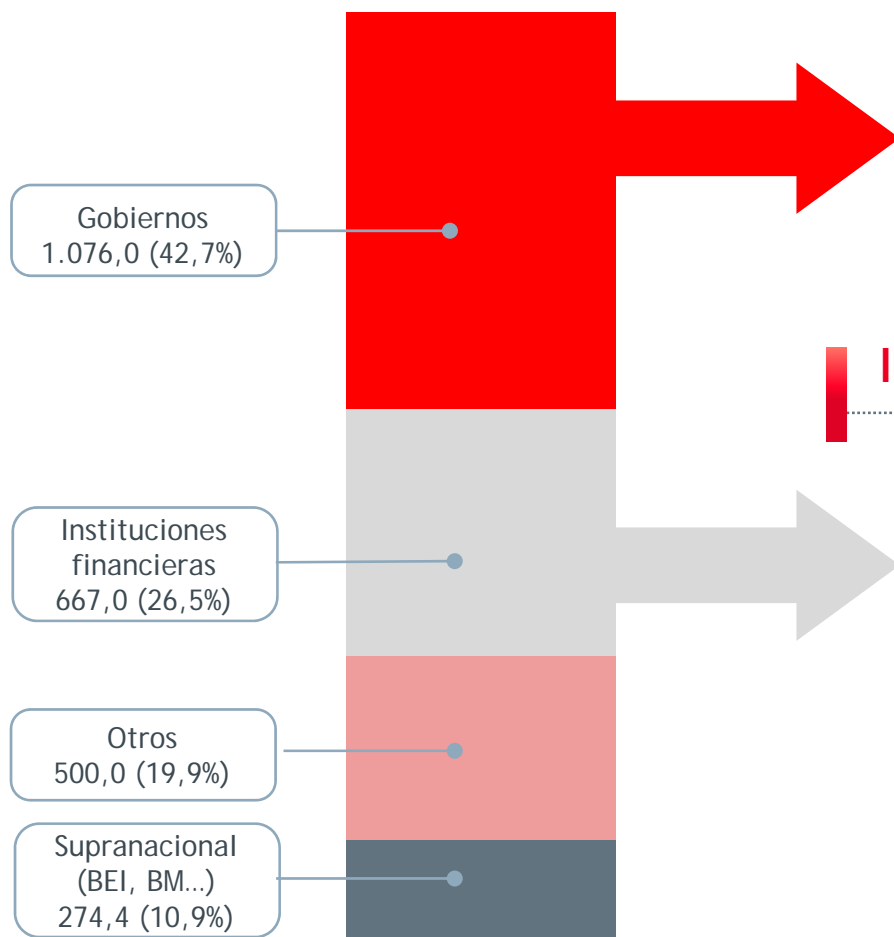 Gobiernos
1.076,0 (42,7%)
Instituciones
financieras
667,0 (26,5%)
Otros
500,0 (19,9%)
Supranacional
(BEI, BM...)
274,4 (10,9%)